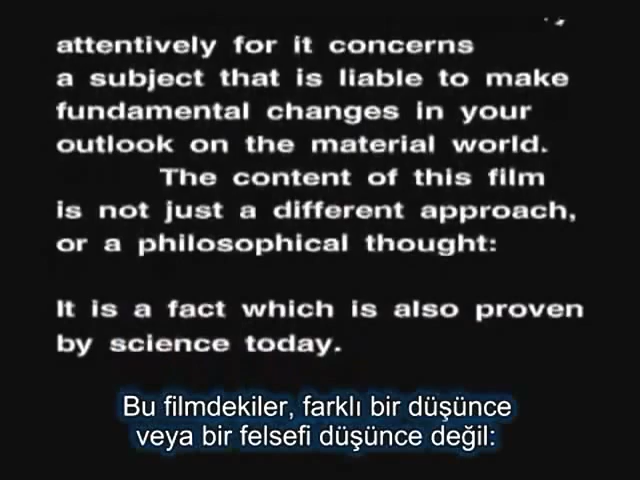 attentively for it concerns
a subject that is liable to make
fundamental changes in your
outlook on the material world.
The content of this film
is not just a different approach,
or a philosophical thought:
It is a fact which is also proven
by science today.
Bu filmdekiler, farklı bir düşünce
veya bir felsefi düşünce değil: